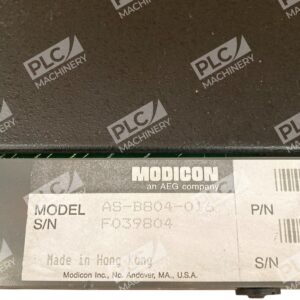 PLC
MACHINERY
PLC
MACHINERY
PLC
MACHINERY
MODICON
an AEG company
MODEL AS-B804-016 P/N
S/N F039804
Made in Hong Kong S/N
Modicon Inc., No. Andover, MA., U.S.A.